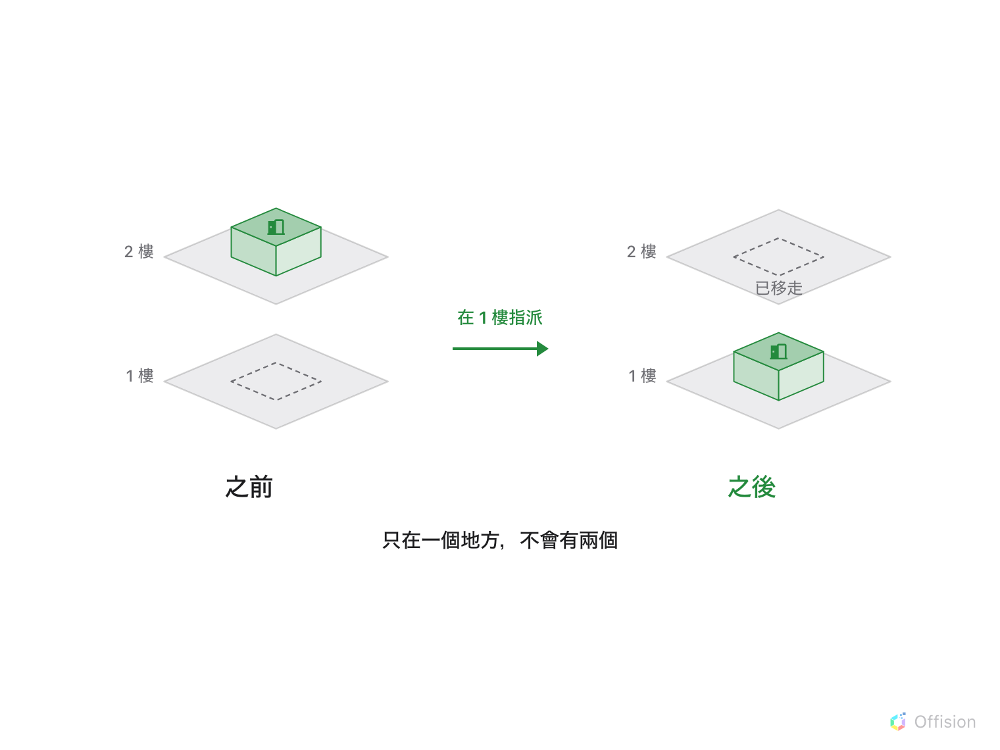 2 樓
1 樓
之前
在 1 樓指派
2 樓
已移走
1 樓
之後
只在一個地方，不會有兩個
Offision